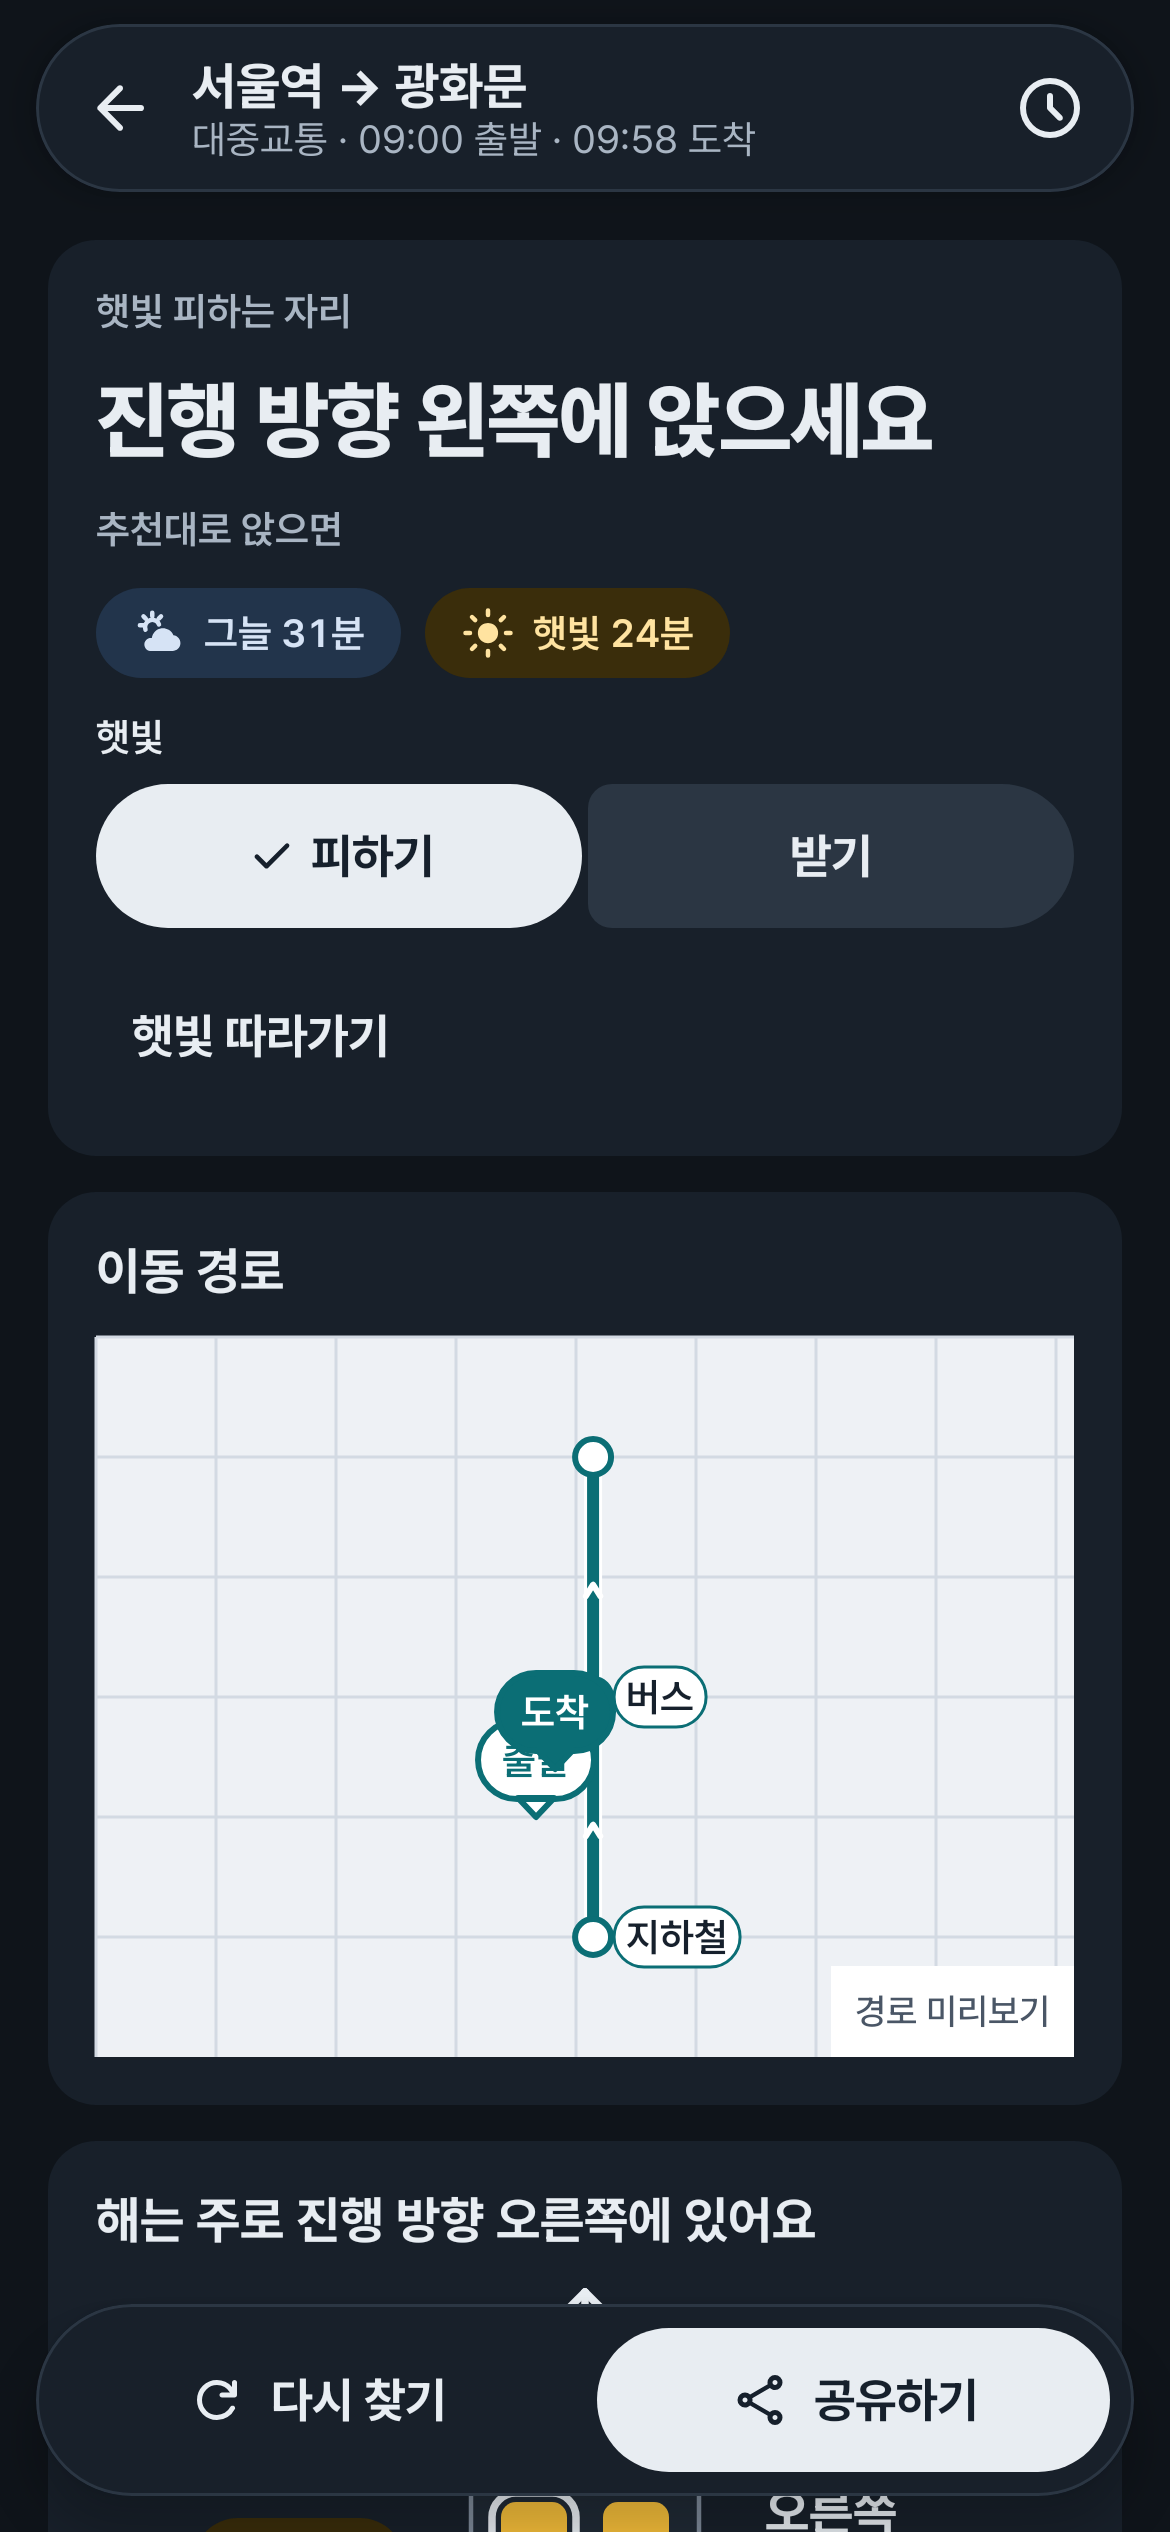 서울역 → 광화문
대중교통 · 09:00 출발 · 09:58 도착
햇빛 피하는 자리
진행 방향 왼쪽에 앉으세요
추천대로 앉으면
그늘 31분
햇빛 24분
햇빛
피하기
받기
햇빛 따라가기
이동 경로
버스
도착
지하철
경로 미리보기
해는 주로 진행 방향 오른쪽에 있어요
다시 찾기
공유하기
오른쪽